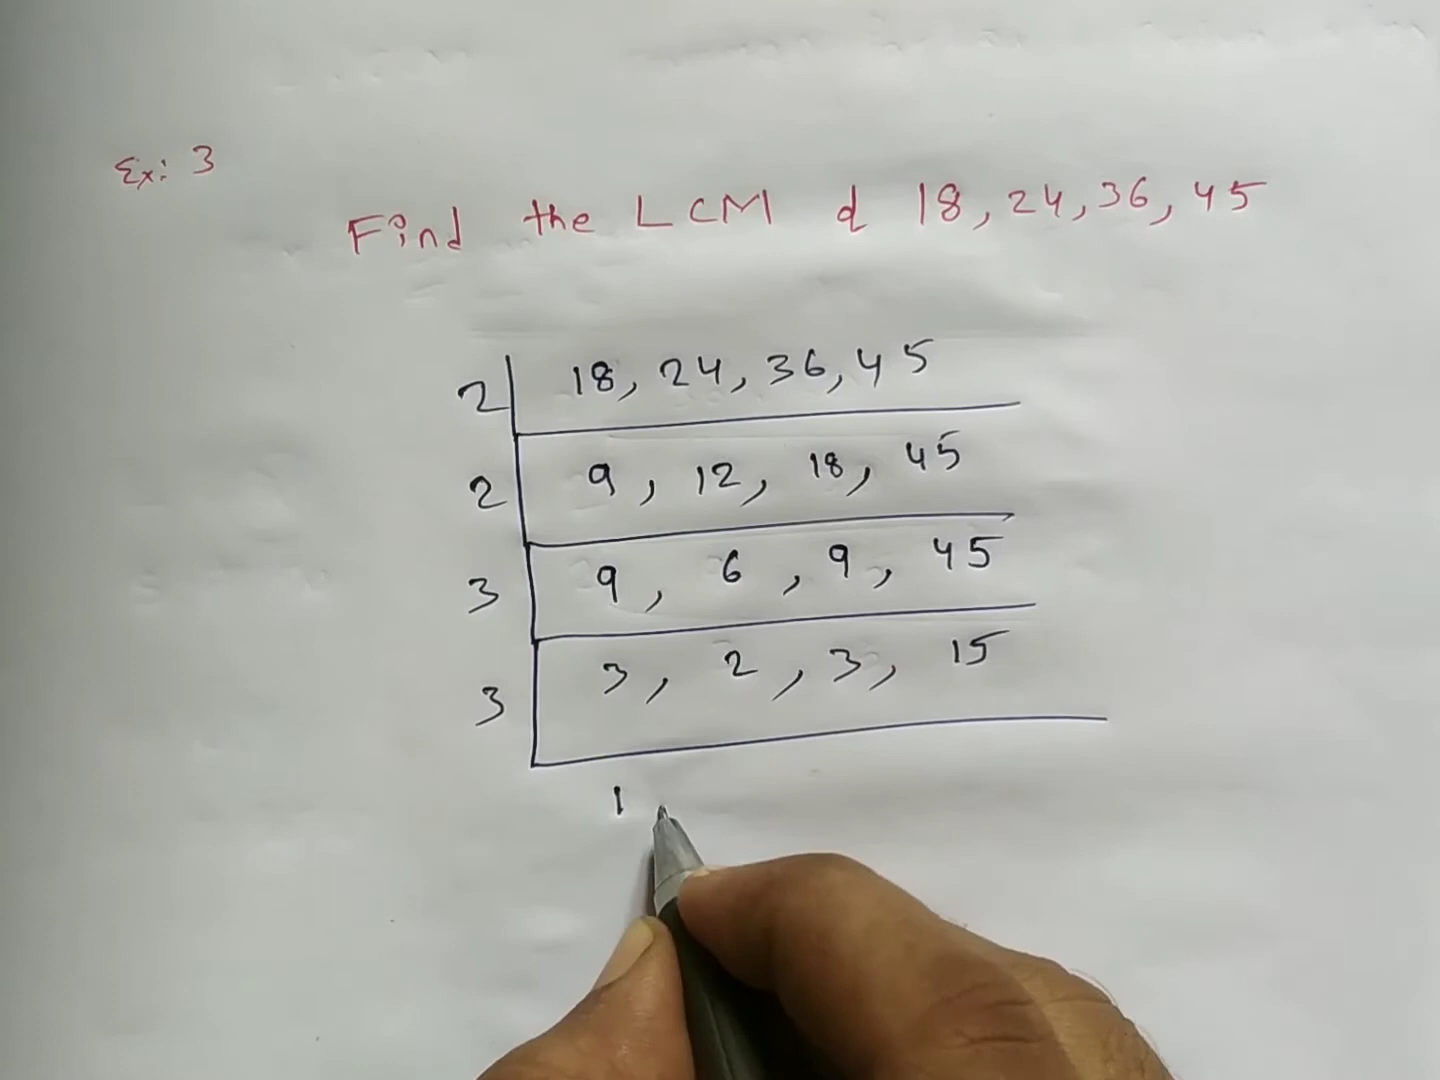 Ex: 3
Find the LCM of 18, 24, 36, 45
2 18, 24, 36, 45
2 9, 12, 18, 45
3 9, 6, 9, 45
3 3, 2, 3, 15
1